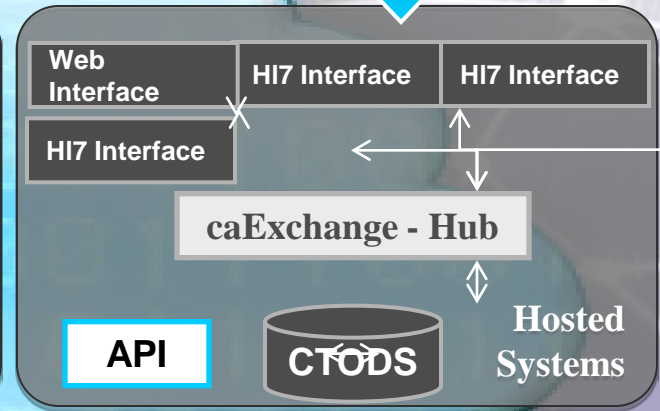 Web
Interface
Hl7 Interface
Hl7 Interface
Hl7 Interface
caExchange - Hub
API
CTODS
Hosted
Systems